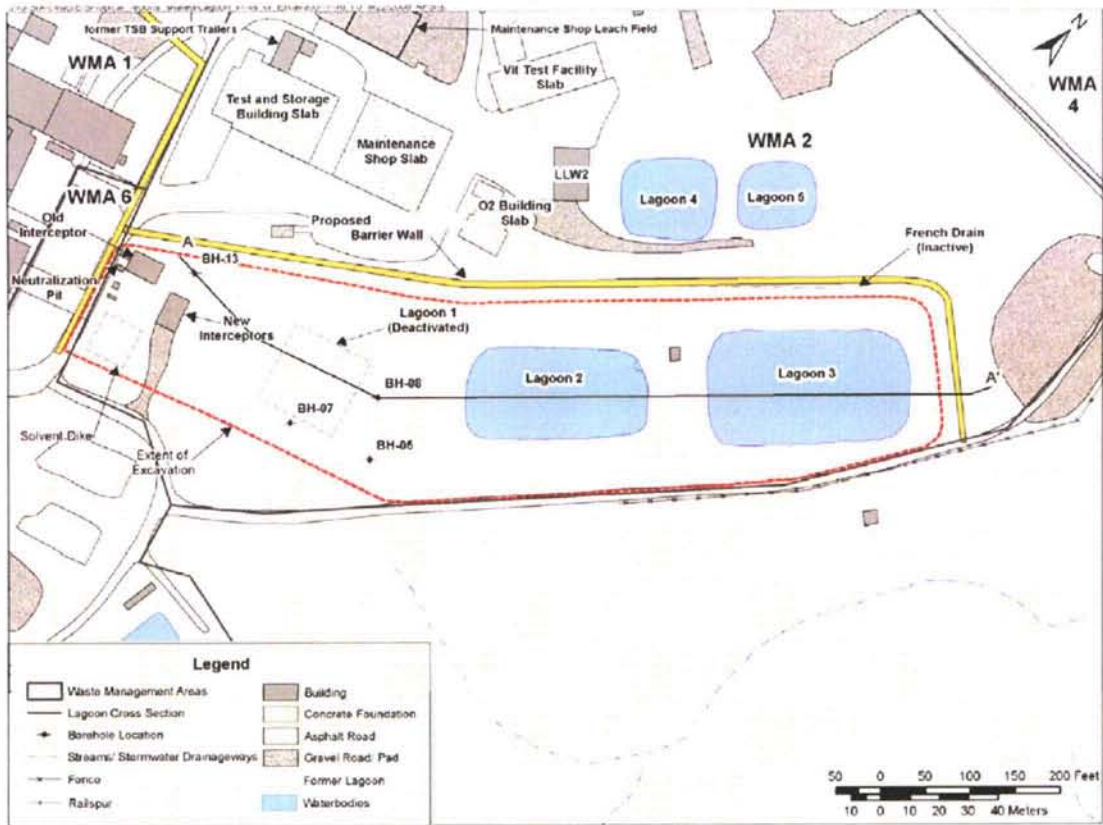 former TSB Support Trailers
Maintenance Shop Leach Field
N
WMA 1
Vit Test Facility
Slab
WMA
4
Test and Storage
Building Slab
Maintenance
Shop Slab
WMA 2
LLW2
WMA 6
Lagoon 4
Lagoon 5
Old
Interceptor
O2 Building
Slab
Proposed
Barrier Wall
French Drain
(Inactive)
A
BH-13
Neutralization
Pit
New
Interceptors
Lagoon 1
(Deactivated)
Lagoon 2
Lagoon 3
A'
BH-08
BH-07
Solvent Dike
BH-05
Extent of
Excavation
Legend
Waste Management Areas
Building
Lagoon Cross Section
Concrete Foundation
Borehole Location
Asphalt Road
Streams/ Stormwater Drainageways
Gravel Road/ Pad
Fence
Former Lagoon
Railspur
Waterbodies
50 0 50 100 150 200 Feet
10 0 10 20 30 40 Meters